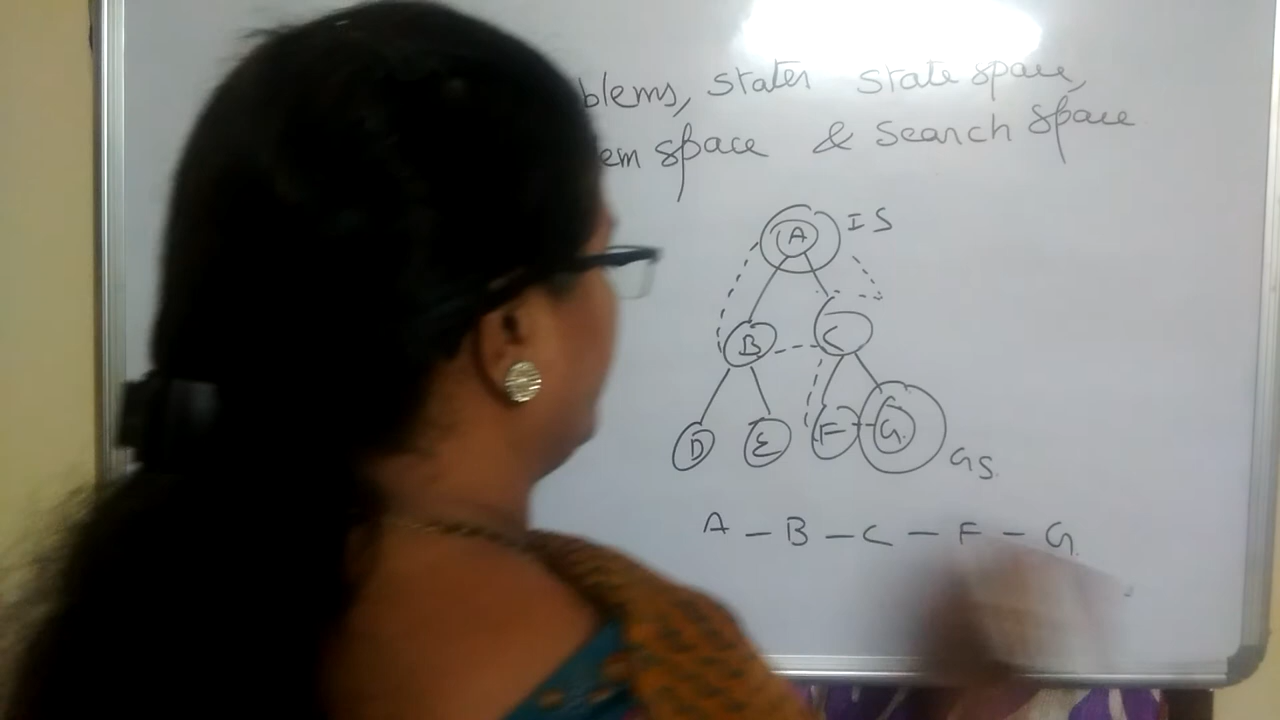 blems, states state space,
em space & search space
A IS
B C
D E F G
GS
A - B - C - F - G